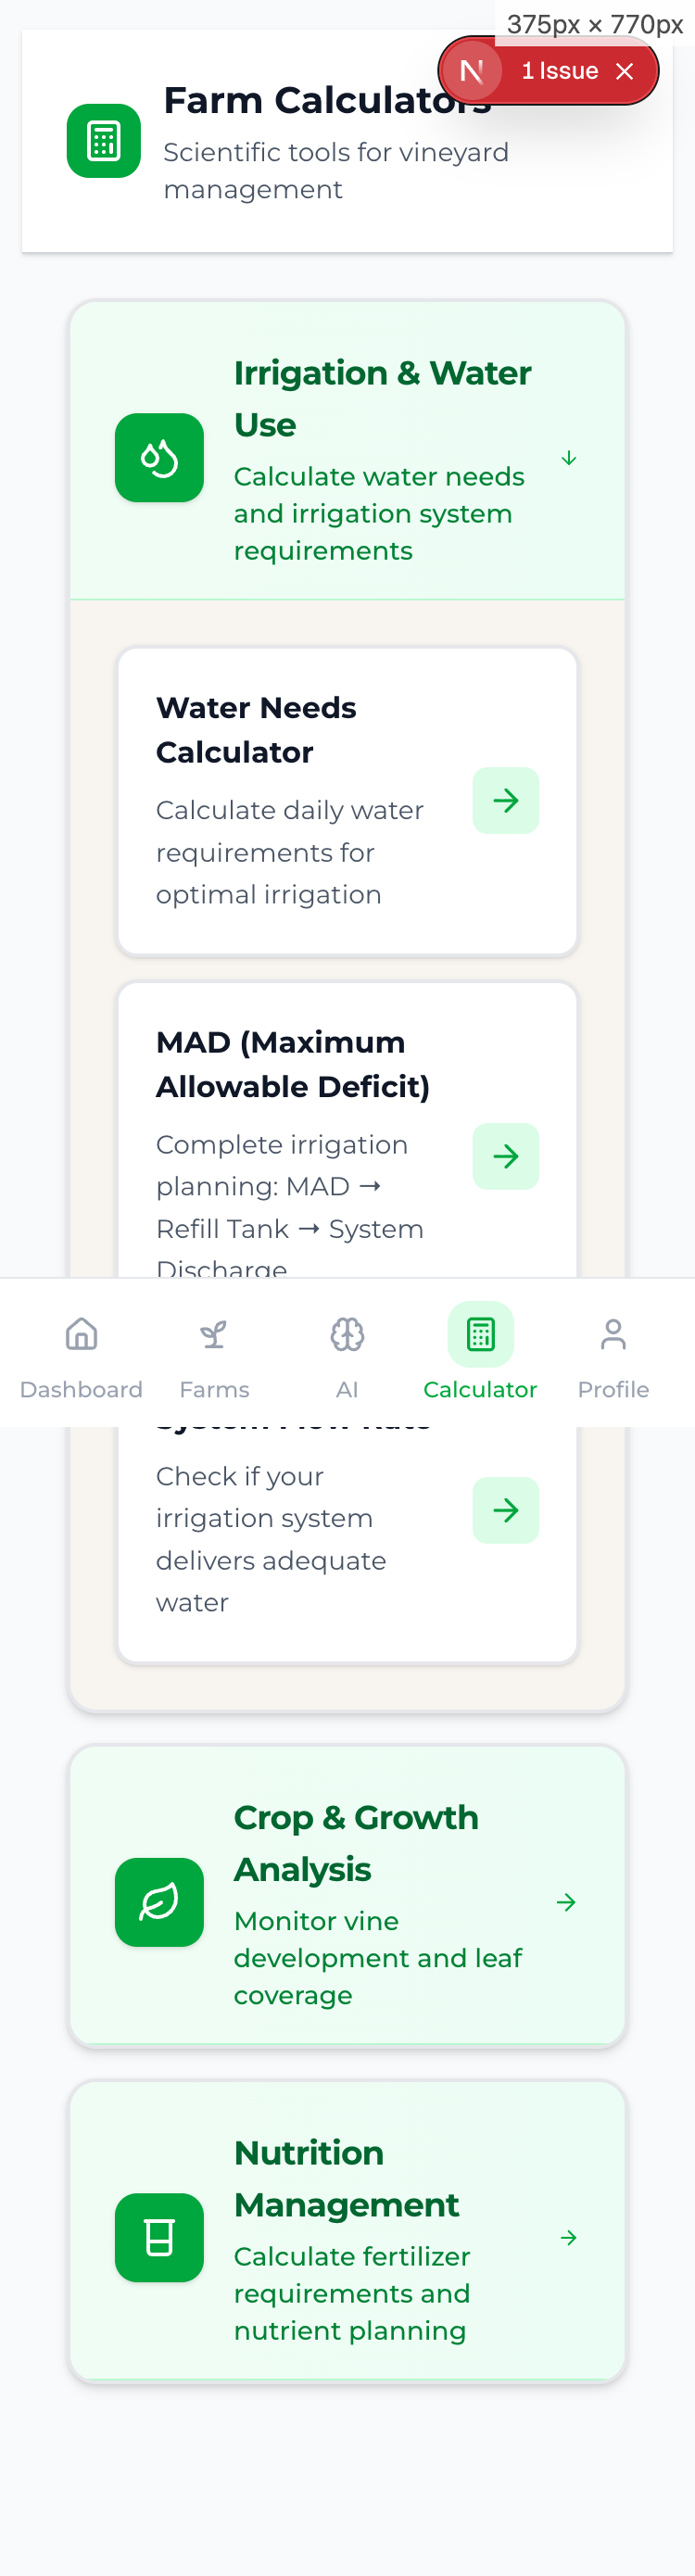 375px × 770px
1 Issue
Farm Calculators
Scientific tools for vineyard
management
Irrigation & Water
Use
Calculate water needs
and irrigation system
requirements
Water Needs
Calculator
Calculate daily water
requirements for
optimal irrigation
MAD (Maximum
Allowable Deficit)
Complete irrigation
planning: MAD →
Refill Tank → System
Discharge
Dashboard
Farms
AI
Calculator
Profile
System Flow Rate
Check if your
irrigation system
delivers adequate
water
Crop & Growth
Analysis
Monitor vine
development and leaf
coverage
Nutrition
Management
Calculate fertilizer
requirements and
nutrient planning